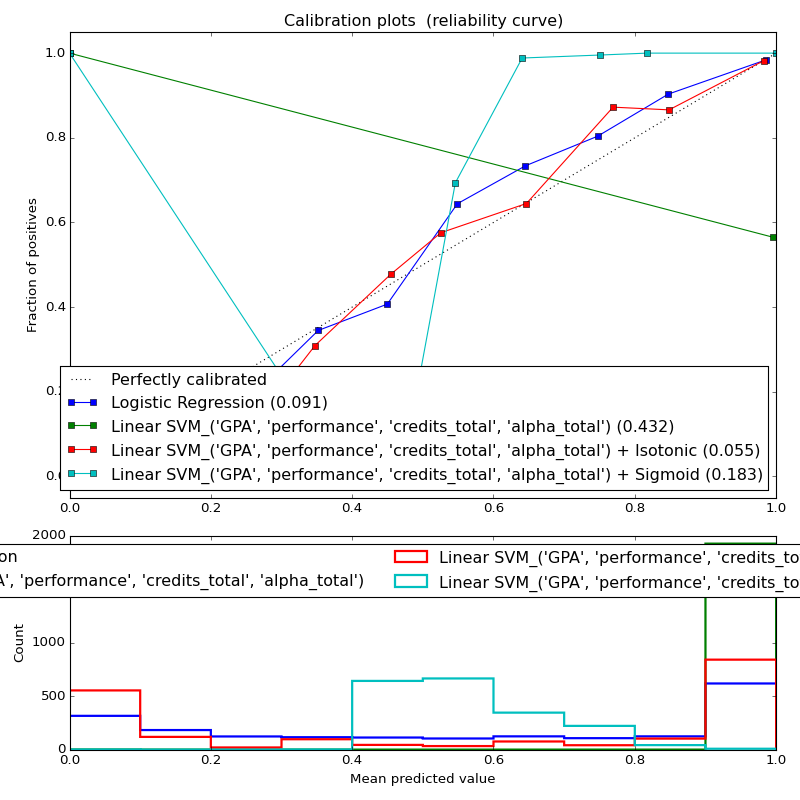 Calibration plots (reliability curve)
1.0
0.8
0.6
0.4
Fraction of positives
Perfectly calibrated
Logistic Regression (0.091)
Linear SVM_('GPA', 'performance', 'credits_total', 'alpha_total') (0.432)
Linear SVM_('GPA', 'performance', 'credits_total', 'alpha_total') + Isotonic (0.055)
Linear SVM_('GPA', 'performance', 'credits_total', 'alpha_total') + Sigmoid (0.183)
0.0 0.2 0.4 0.6 0.8 1.0
2000
on
', 'performance', 'credits_total', 'alpha_total')
Linear SVM_('GPA', 'performance', 'credits_to
Linear SVM_('GPA', 'performance', 'credits_to
1000
500
0
Count
0.0 0.2 0.4 0.6 0.8 1.0
Mean predicted value